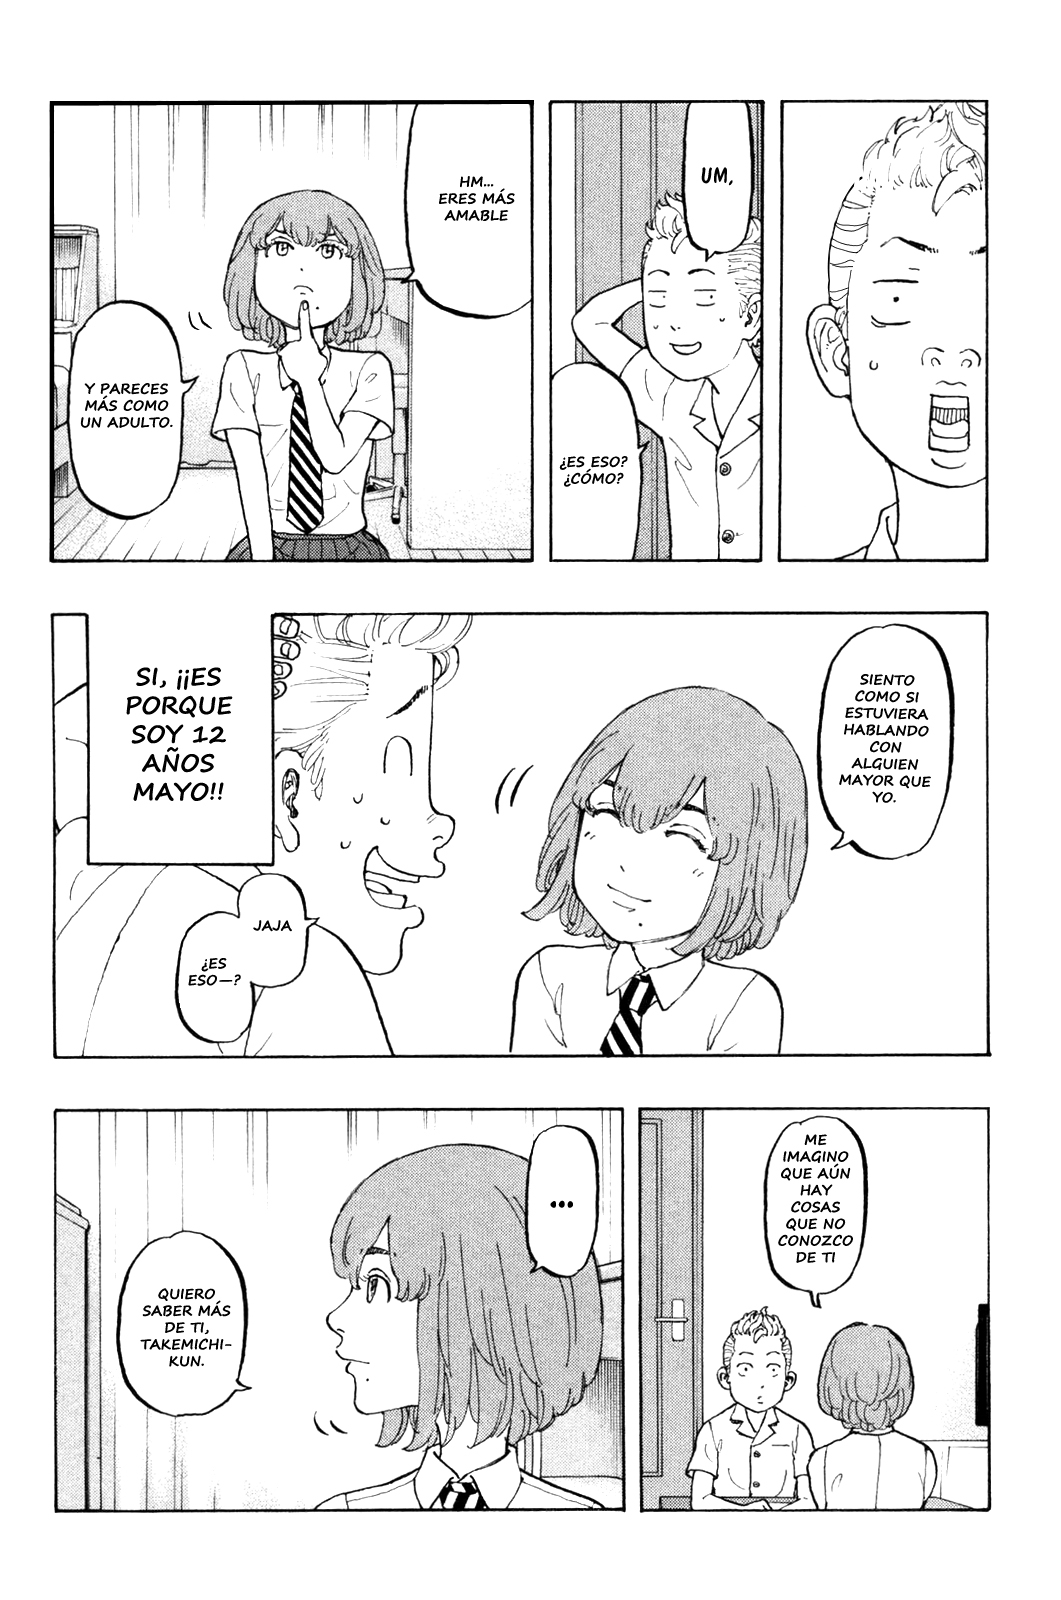 UM,
¿ES ESO?
¿CÓMO?
HM...
ERES MÁS
AMABLE
Y PARECES
MÁS COMO
UN ADULTO.
SIENTO
COMO SI
ESTUVIERA
HABLANDO
CON
ALGUIEN
MAYOR QUE
YO.
SI, ¡¡ES
PORQUE
SOY 12
AÑOS
MAYO!!
JAJA
¿ES
ESO—?
ME
IMAGINO
QUE AÚN
HAY
COSAS
QUE NO
CONOZCO
DE TI
...
QUIERO
SABER MÁS
DE TI,
TAKEMICHI-
KUN.